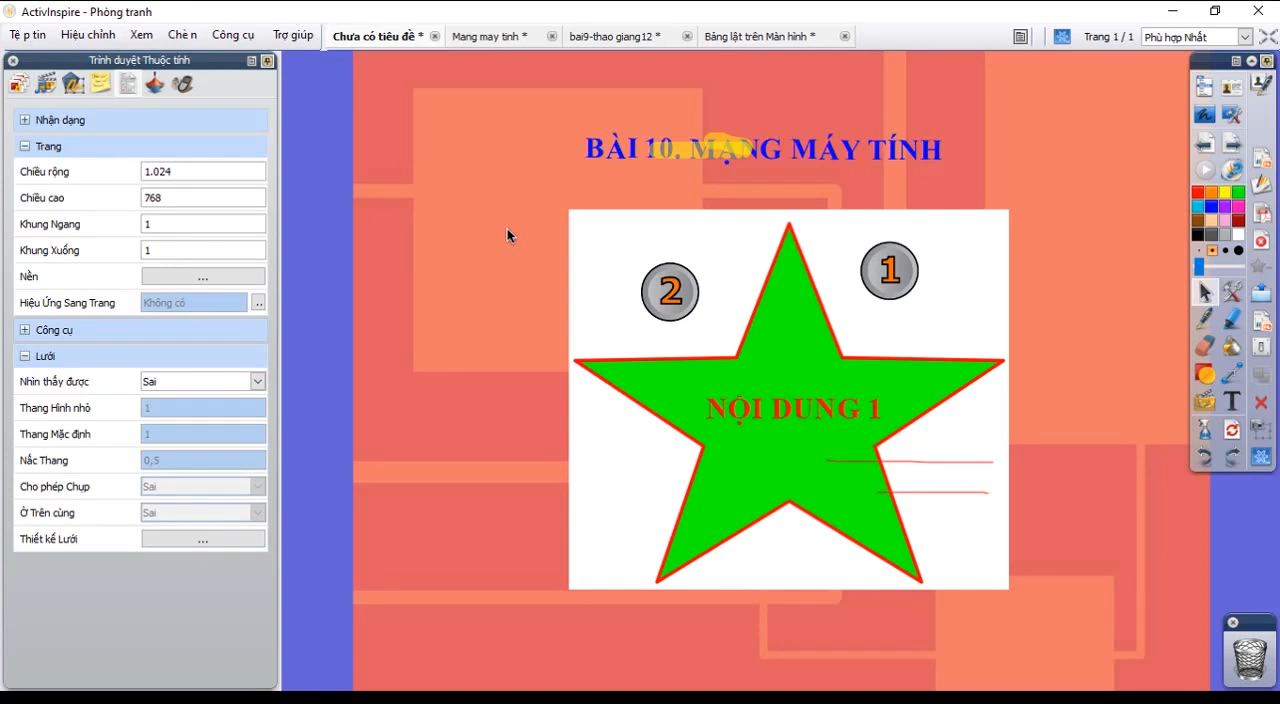 ActivInspire - Phòng tranh
Tệp tin Hiệu chỉnh Xem Chèn Công cụ Trợ giúp
Chưa có tiêu đề * Mang may tinh * bai9-thao giang12 * Bảng lật trên Màn hình *
Trang 1 / 1 Phù hợp Nhất
Trình duyệt Thuộc tính
Nhận dạng
Trang
Chiều rộng 1.024
Chiều cao 768
Khung Ngang 1
Khung Xuống 1
Nền ...
Hiệu Ứng Sang Trang Không có ..
Công cụ
Lưới
Nhìn thấy được Sai
Thang Hình nhỏ 1
Thang Mặc định 1
Nấc Thang 0,5
Cho phép Chụp Sai
Ở Trên cùng Sai
Thiết kế Lưới ...
BÀI 10. MẠNG MÁY TÍNH
2 1
NỘI DUNG 1